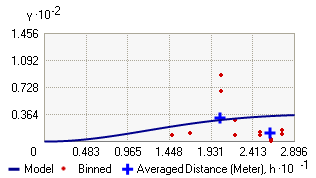 γ ·10⁻²
1.456
1.092
0.728
0.364
0 0.483 0.965 1.448 1.931 2.413 2.896
Model Binned Averaged Distance (Meter), h ·10⁻¹